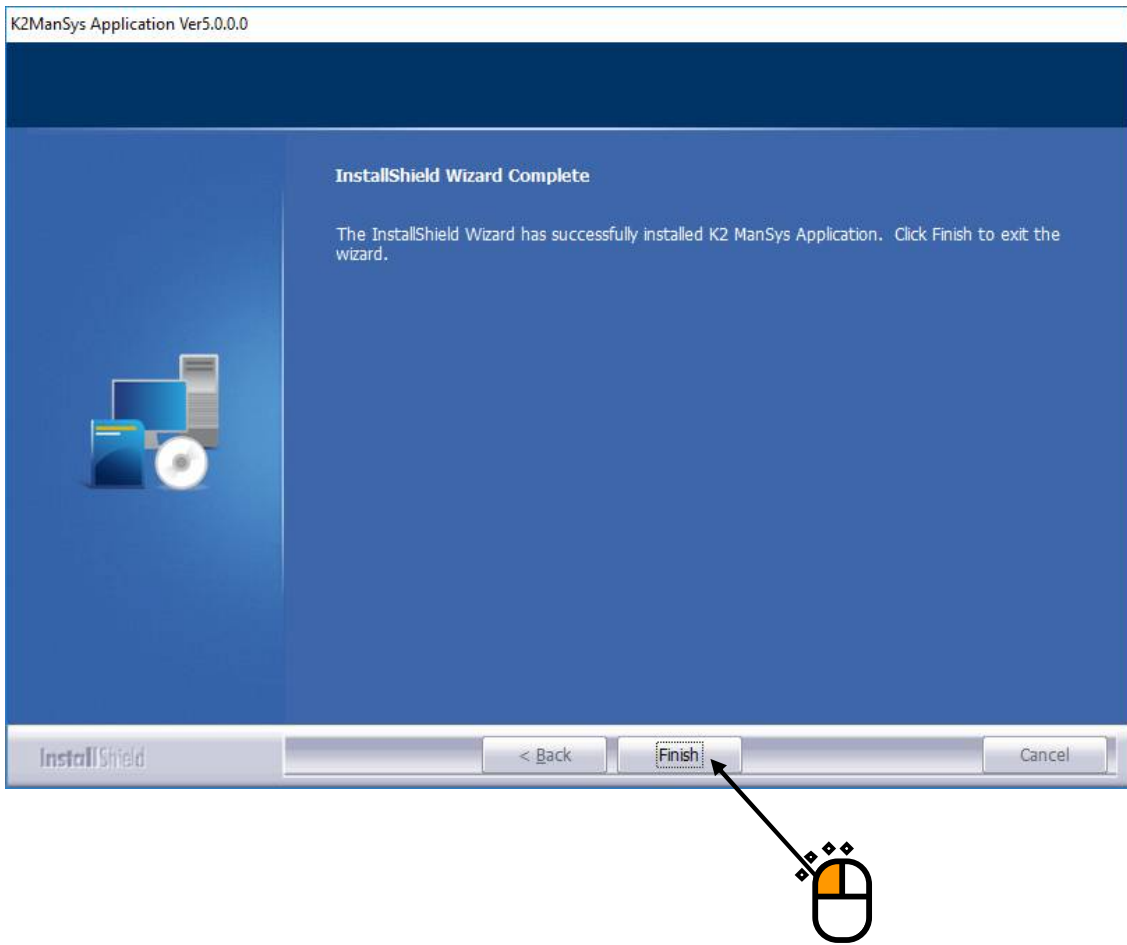 K2ManSys Application Ver5.0.0.0
InstallShield Wizard Complete
The InstallShield Wizard has successfully installed K2 ManSys Application. Click Finish to exit the
wizard.
InstallShield
< Back
Finish
Cancel